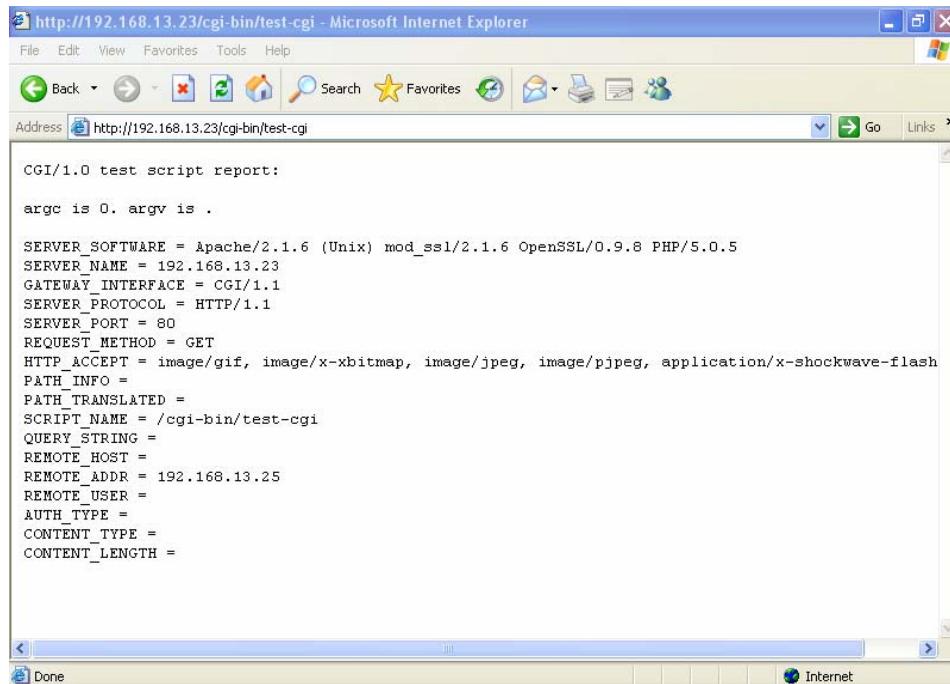 http://192.168.13.23/cgi-bin/test-cgi - Microsoft Internet Explorer
File Edit View Favorites Tools Help
Back Search Favorites
Address http://192.168.13.23/cgi-bin/test-cgi Go Links
CGI/1.0 test script report:
argc is 0. argv is .
SERVER_SOFTWARE = Apache/2.1.6 (Unix) mod_ssl/2.1.6 OpenSSL/0.9.8 PHP/5.0.5
SERVER_NAME = 192.168.13.23
GATEWAY_INTERFACE = CGI/1.1
SERVER_PROTOCOL = HTTP/1.1
SERVER_PORT = 80
REQUEST_METHOD = GET
HTTP_ACCEPT = image/gif, image/x-xbitmap, image/jpeg, image/pjpeg, application/x-shockwave-flash
PATH_INFO =
PATH_TRANSLATED =
SCRIPT_NAME = /cgi-bin/test-cgi
QUERY_STRING =
REMOTE_HOST =
REMOTE_ADDR = 192.168.13.25
REMOTE_USER =
AUTH_TYPE =
CONTENT_TYPE =
CONTENT_LENGTH =
Done Internet